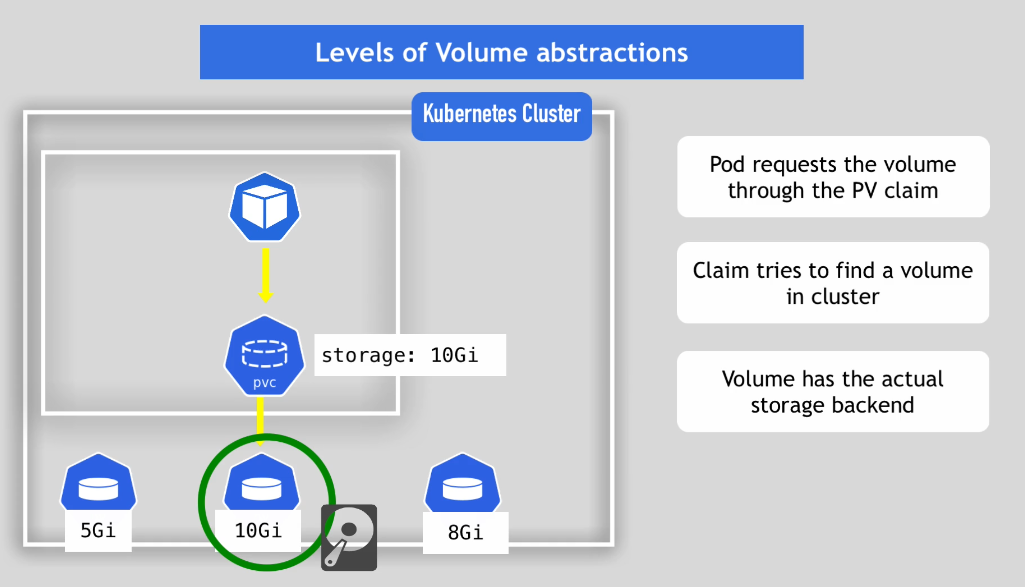 Levels of Volume abstractions
Kubernetes Cluster
Pod requests the volume
through the PV claim
Claim tries to find a volume
in cluster
Volume has the actual
storage backend
storage: 10Gi
pvc
5Gi
10Gi
8Gi